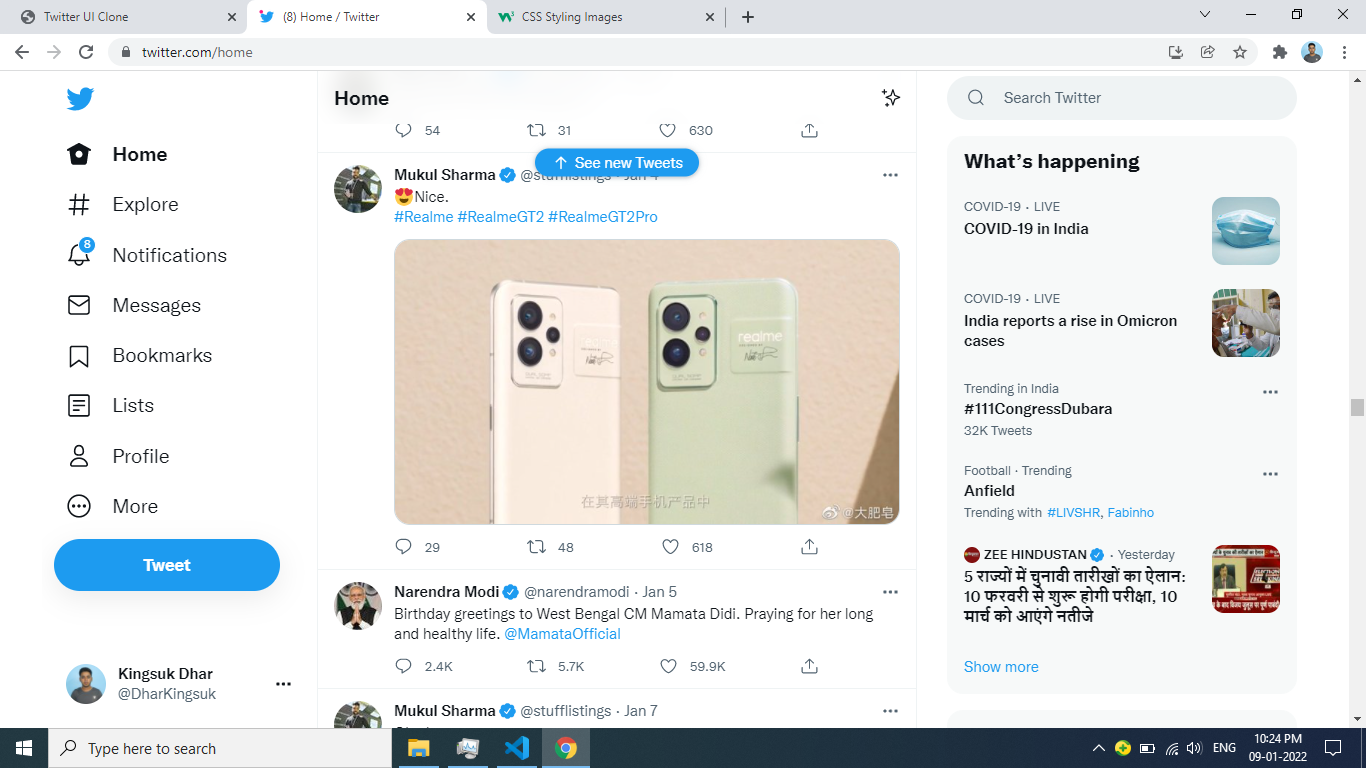 Twitter UI Clone
(8) Home / Twitter
CSS Styling Images
twitter.com/home
Home
Explore
8
Notifications
Messages
Bookmarks
Lists
Profile
More
Tweet
Kingsuk Dhar
@DharKingsuk
Home
54 31 630
See new Tweets
Mukul Sharma @stufflistings · Jan 4
Nice.
#Realme #RealmeGT2 #RealmeGT2Pro
realme
realme
在其高端手机产品中
@大肥皂
29 48 618
Narendra Modi @narendramodi · Jan 5
Birthday greetings to West Bengal CM Mamata Didi. Praying for her long
and healthy life. @MamataOfficial
2.4K 5.7K 59.9K
Mukul Sharma @stufflistings · Jan 7
Search Twitter
What's happening
COVID-19 · LIVE
COVID-19 in India
COVID-19 · LIVE
India reports a rise in Omicron
cases
Trending in India
#111CongressDubara
32K Tweets
Football · Trending
Anfield
Trending with #LIVSHR, Fabinho
ZEE HINDUSTAN · Yesterday
5 राज्यों में चुनावी तारीखों का ऐलान:
10 फरवरी से शुरू होगी परीक्षा, 10
मार्च को आएंगे नतीजे
Show more
Type here to search
ENG
10:24 PM
09-01-2022